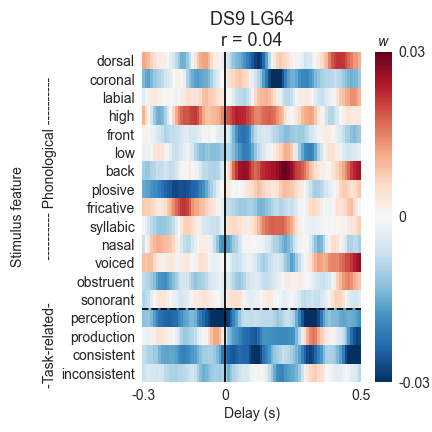 DS9 LG64
r = 0.04
w
dorsal
coronal
labial
high
front
low
back
plosive
fricative
syllabic
nasal
voiced
obstruent
sonorant
perception
production
consistent
inconsistent
Stimulus feature
---------- Phonological ----------
-Task-related-
-0.3
0
0.5
Delay (s)
0.03
0
-0.03